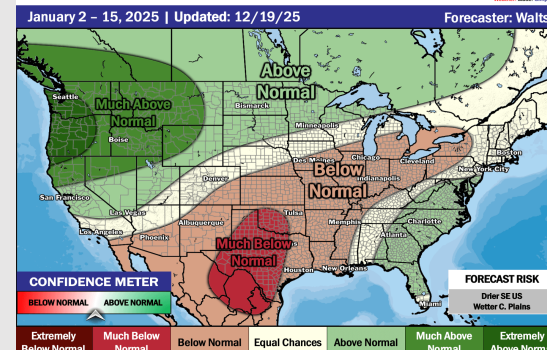 January 2 – 15, 2025 | Updated: 12/19/25
Forecaster: Walts
Above
Normal
Seattle
Much Above
Normal
Bismarck
Boise
Minneapolis
Boston
Des Moines
Chicago
Cleveland
New York City
Below
Normal
Indianapolis
Denver
San Francisco
Las Vegas
Los Angeles
Albuquerque
Phoenix
Tulsa
Memphis
Charlotte
Atlanta
Much Below
Normal
Houston
New Orleans
Miami
CONFIDENCE METER
BELOW NORMAL
ABOVE NORMAL
FORECAST RISK
Drier SE US
Wetter C. Plains
Extremely
Below Normal
Much Below
Normal
Below Normal
Equal Chances
Above Normal
Much Above
Normal
Extremely
Above Normal